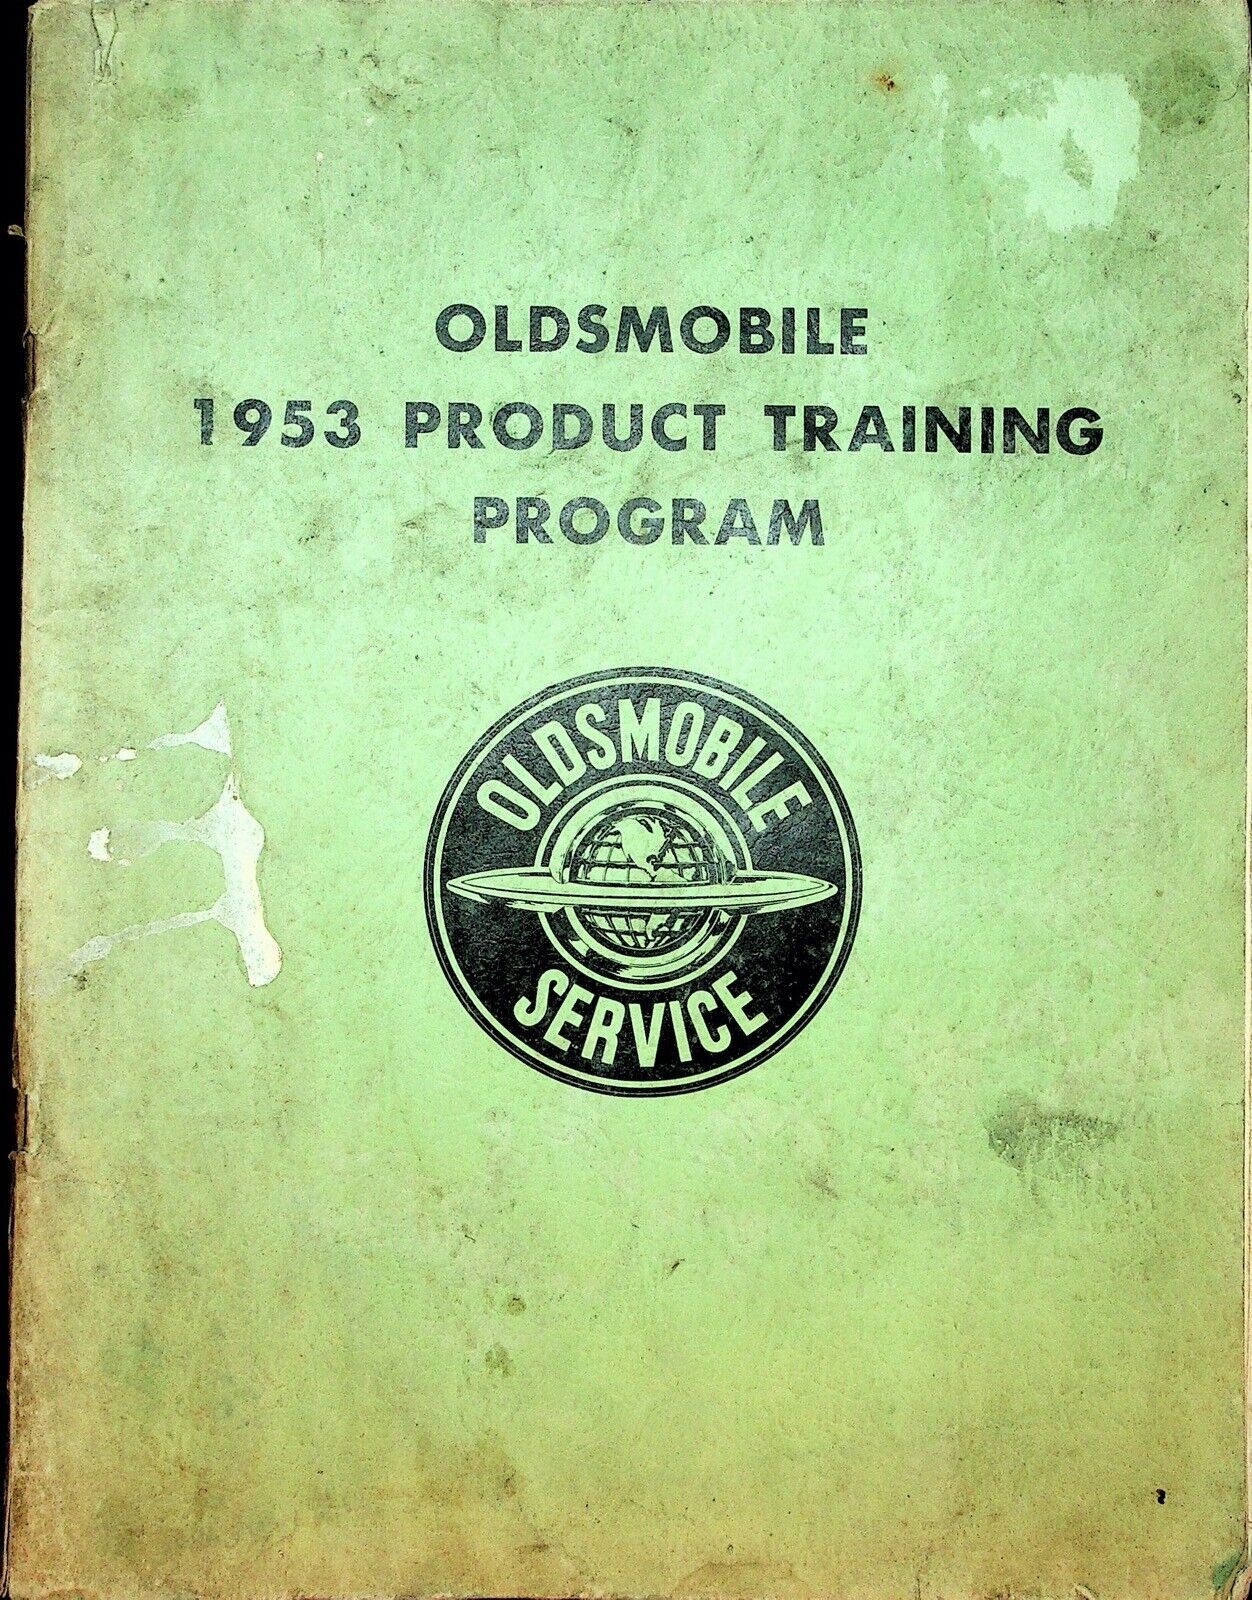 OLDSMOBILE
1953 PRODUCT TRAINING
PROGRAM
OLDSMOBILE
SERVICE